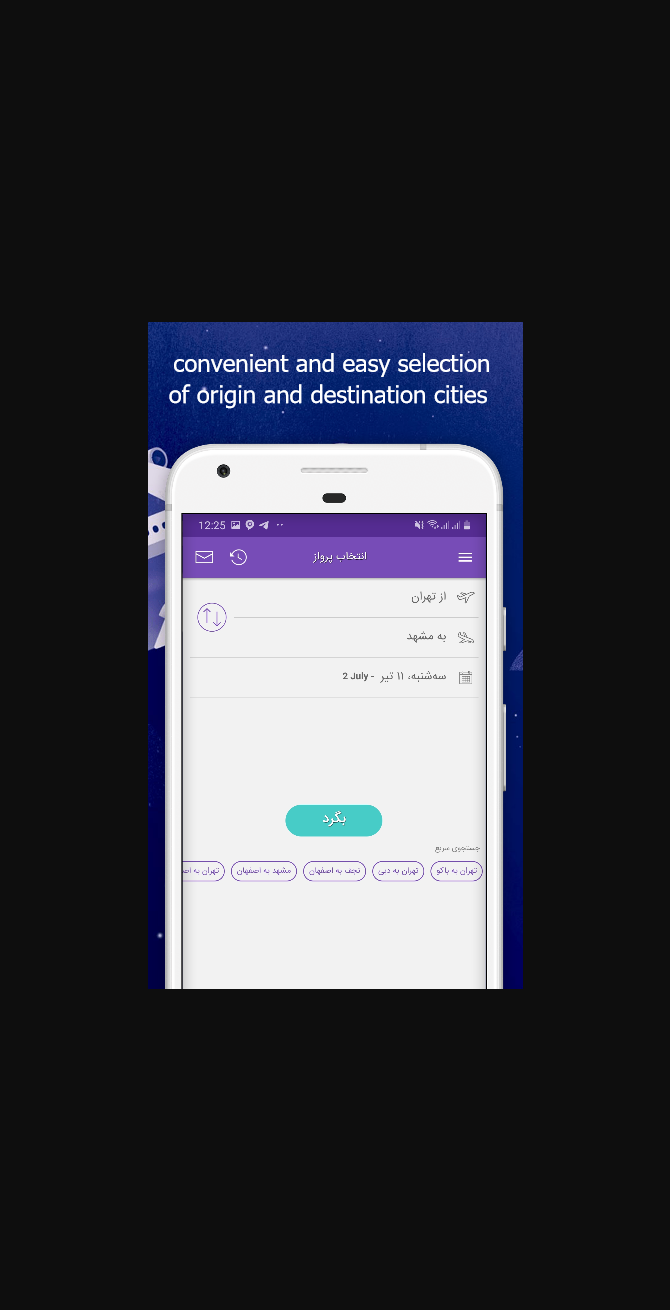 convenient and easy selection
of origin and destination cities
12:25
انتخاب پرواز
از تهران
به مشهد
سه‌شنبه، ۱۱ تیر - 2 July
بگرد
جستجوی سریع
تهران به باکو
تهران به دبی
نجف به اصفهان
مشهد به اصفهان
تهران به